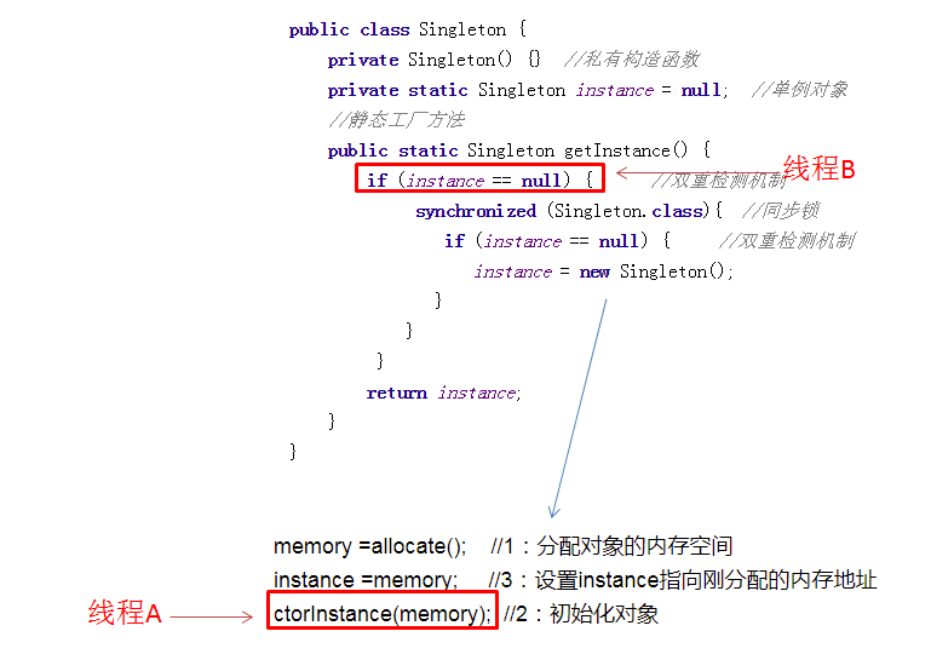 public class Singleton {
private Singleton() {}  //私有构造函数
private static Singleton instance = null;  //单例对象
//静态工厂方法
public static Singleton getInstance() {
if (instance == null) {  //双重检测机制 线程B
synchronized (Singleton.class){  //同步锁
if (instance == null) {  //双重检测机制
instance = new Singleton();
}
}
}
return instance;
}
}
memory =allocate();  //1：分配对象的内存空间
instance =memory;  //3：设置instance指向刚分配的内存地址
线程A ctorInstance(memory); //2：初始化对象